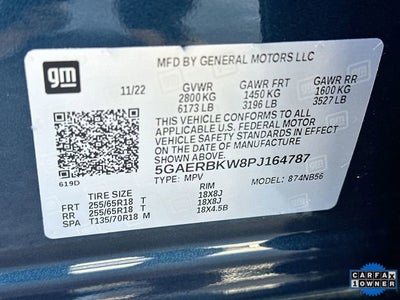 gm
MFD BY GENERAL MOTORS LLC
11/22
GVWR GAWR FRT GAWR RR
2800 KG 1450 KG 1600 KG
6173 LB 3196 LB 3527 LB
THIS VEHICLE CONFORMS TO ALL
APPLICABLE U.S. FEDERAL MOTOR
VEHICLE SAFETY STANDARDS IN EFFECT
ON THE DATE OF MANUFACTURE SHOWN ABOVE
5GAERBKW8PJ164787
619D
TYPE: MPV MODEL: 874NB56
TIRE SIZE RIM
FRT 255/65R18 T 18X8J
RR 255/65R18 T 18X8J
SPA T135/70R18 M 18X4.5B
CARFAX
1 OWNER